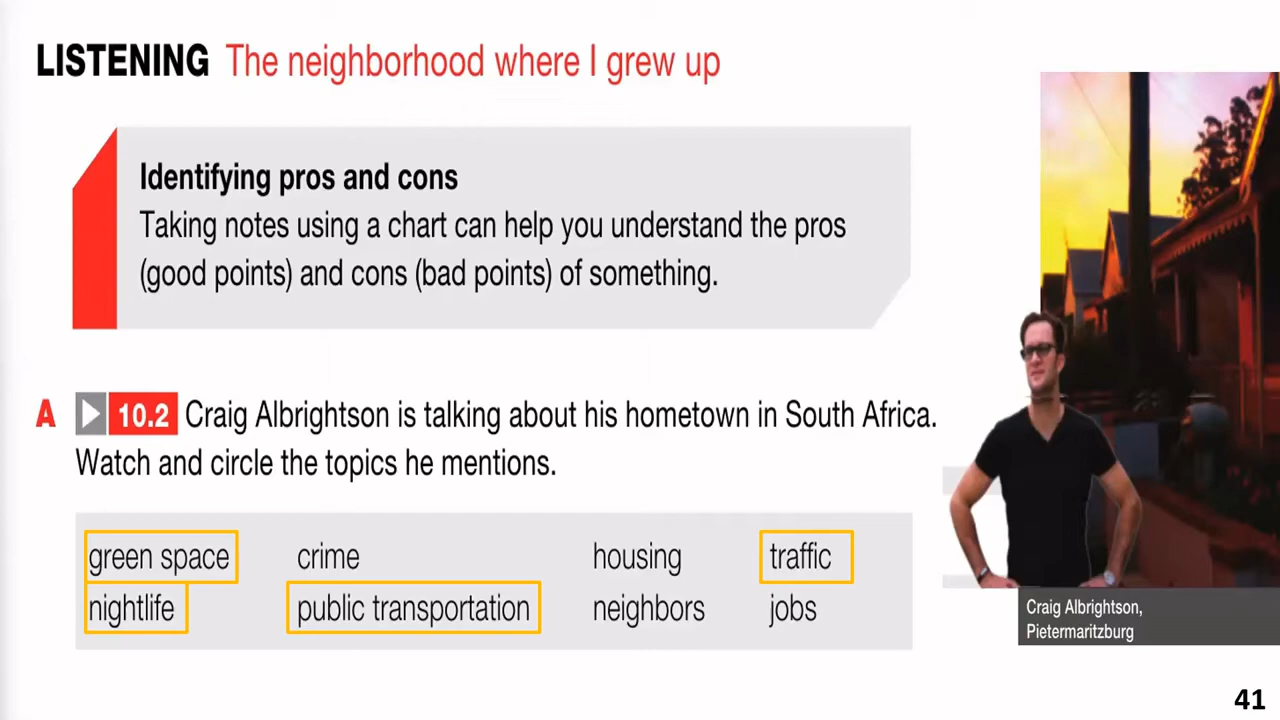 LISTENING The neighborhood where I grew up
Identifying pros and cons
Taking notes using a chart can help you understand the pros
(good points) and cons (bad points) of something.
A 10.2 Craig Albrightson is talking about his hometown in South Africa.
Watch and circle the topics he mentions.
green space crime housing traffic
nightlife public transportation neighbors jobs
Craig Albrightson,
Pietermaritzburg
41